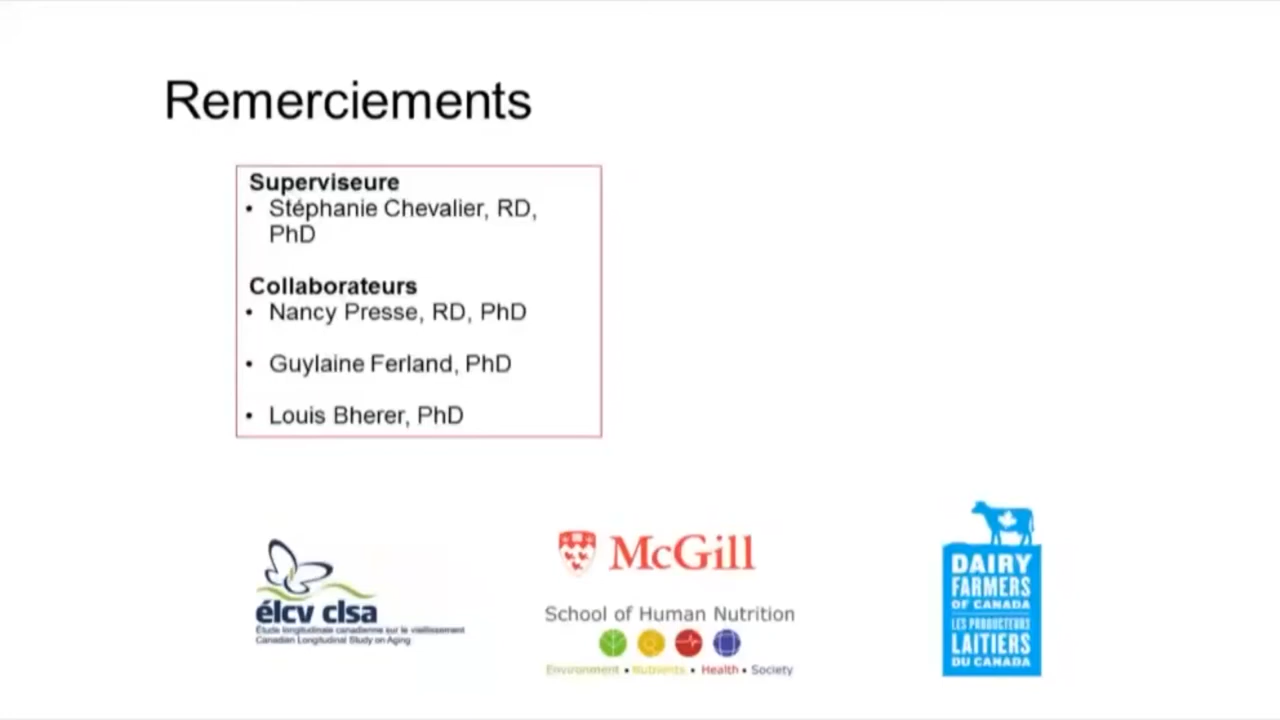 Remerciements
Superviseure
• Stéphanie Chevalier, RD,
PhD
Collaborateurs
• Nancy Presse, RD, PhD
• Guylaine Ferland, PhD
• Louis Bherer, PhD
élcv clsa
Étude longitudinale canadienne sur le vieillissement
Canadian Longitudinal Study on Aging
McGill
School of Human Nutrition
Environment • Nutrients • Health • Society
DAIRY
FARMERS
OF CANADA
LES PRODUCTEURS
LAITIERS
DU CANADA